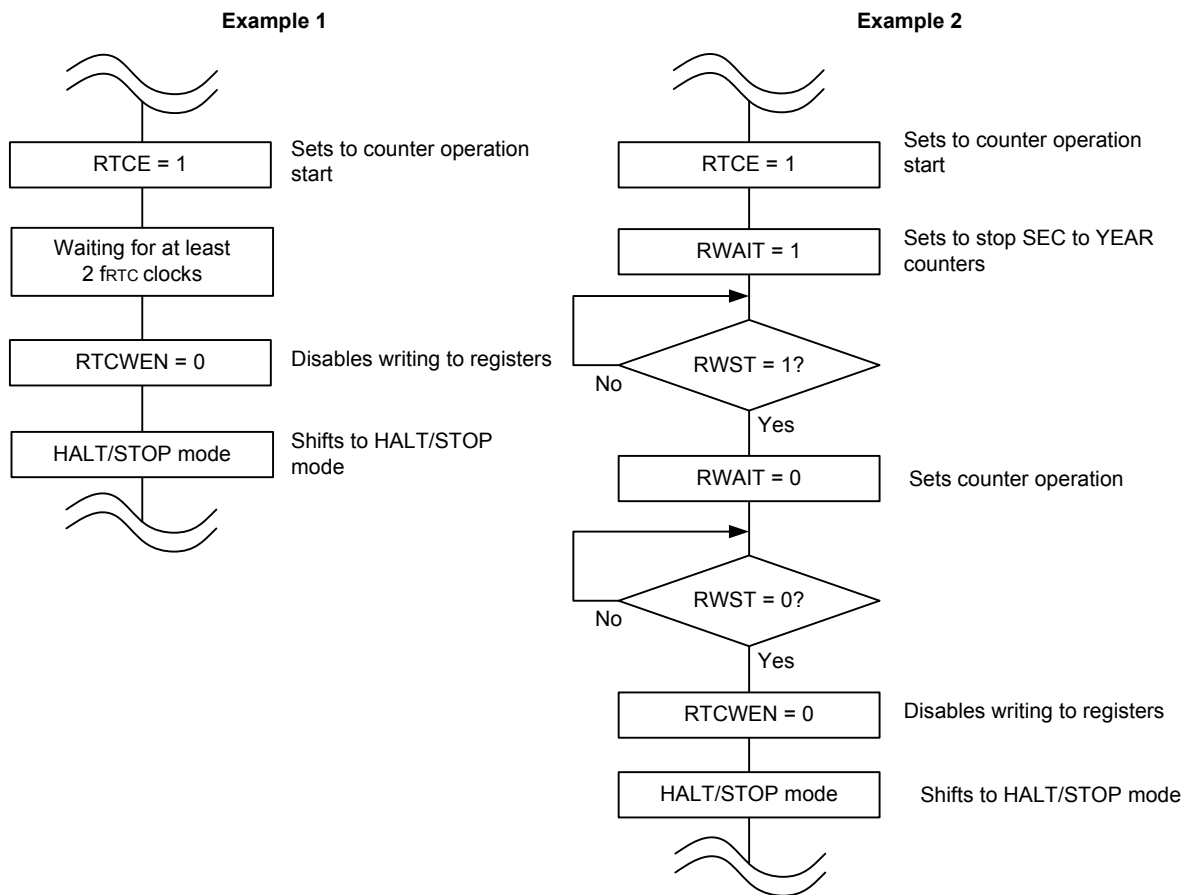 Example 1
RTCE = 1
Sets to counter operation
start
Waiting for at least
2 fRTC clocks
RTCWEN = 0
Disables writing to registers
HALT/STOP mode
Shifts to HALT/STOP
mode
Example 2
RTCE = 1
Sets to counter operation
start
RWAIT = 1
Sets to stop SEC to YEAR
counters
RWST = 1?
No
Yes
RWAIT = 0
Sets counter operation
RWST = 0?
No
Yes
RTCWEN = 0
Disables writing to registers
HALT/STOP mode
Shifts to HALT/STOP mode